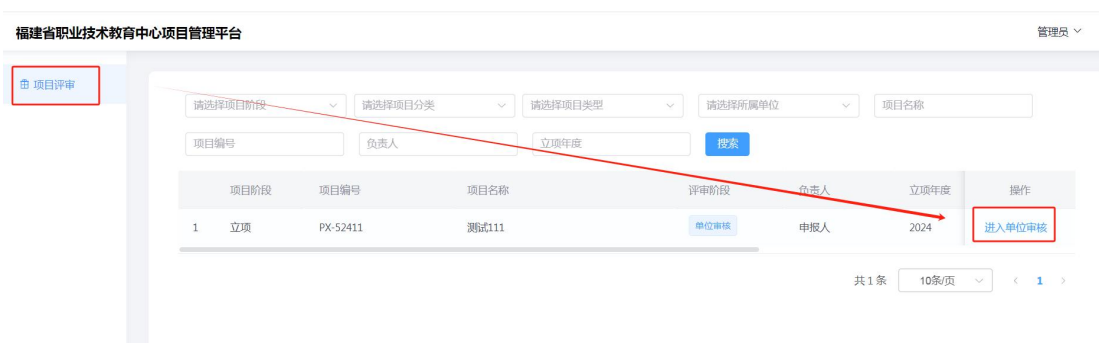 福建省职业技术教育中心项目管理平台 管理员
项目评审
请选择项目阶段 请选择项目分类 请选择项目类型 请选择所属单位 项目名称
项目编号 负责人 立项年度 搜索
项目阶段 项目编号 项目名称 评审阶段 负责人 立项年度 操作
1 立项 PX-52411 测试111 单位审核 申报人 2024 进入单位审核
共1条 10条/页 < 1 >